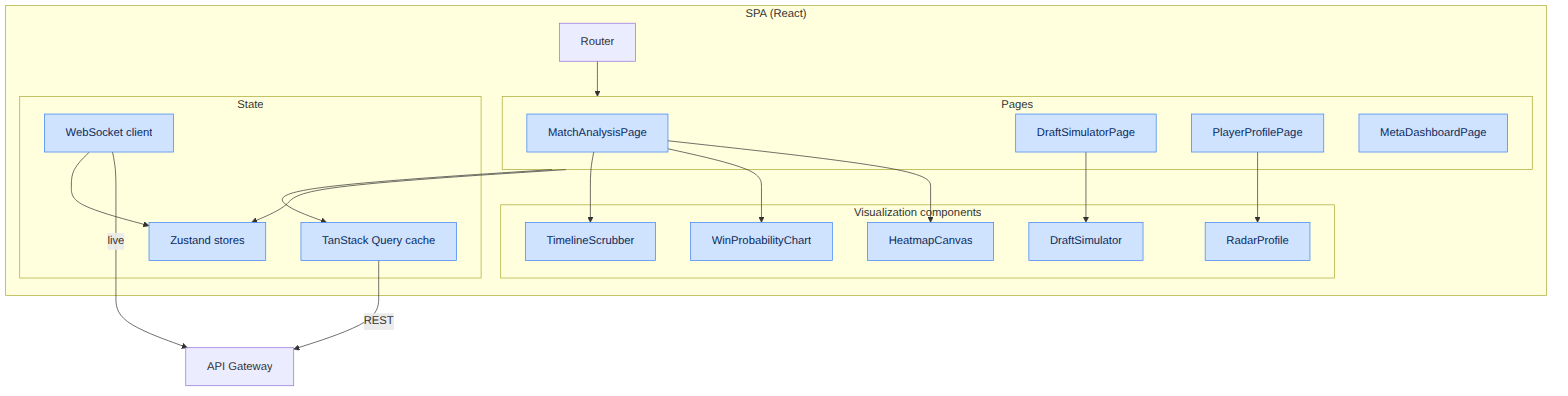 SPA (React)
Router
State
Pages
WebSocket client
MatchAnalysisPage
DraftSimulatorPage
PlayerProfilePage
MetaDashboardPage
Visualization components
Zustand stores
TanStack Query cache
TimelineScrubber
WinProbabilityChart
HeatmapCanvas
DraftSimulator
RadarProfile
live
REST
API Gateway